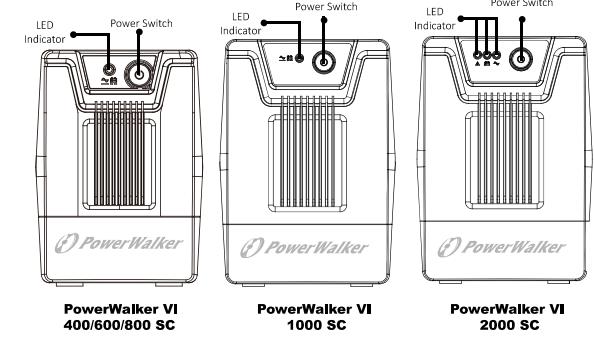 LED
Indicator
Power Switch
LED
Indicator
Power Switch
LED
Indicator
Power Switch
PowerWalker
PowerWalker
PowerWalker
PowerWalker VI
400/600/800 SC
PowerWalker VI
1000 SC
PowerWalker VI
2000 SC